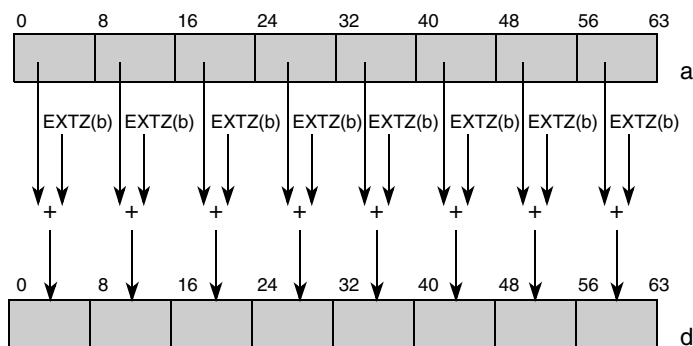 0 8 16 24 32 40 48 56 63
a
EXTZ(b) EXTZ(b) EXTZ(b) EXTZ(b) EXTZ(b) EXTZ(b) EXTZ(b) EXTZ(b)
+ + + + + + + +
0 8 16 24 32 40 48 56 63
d